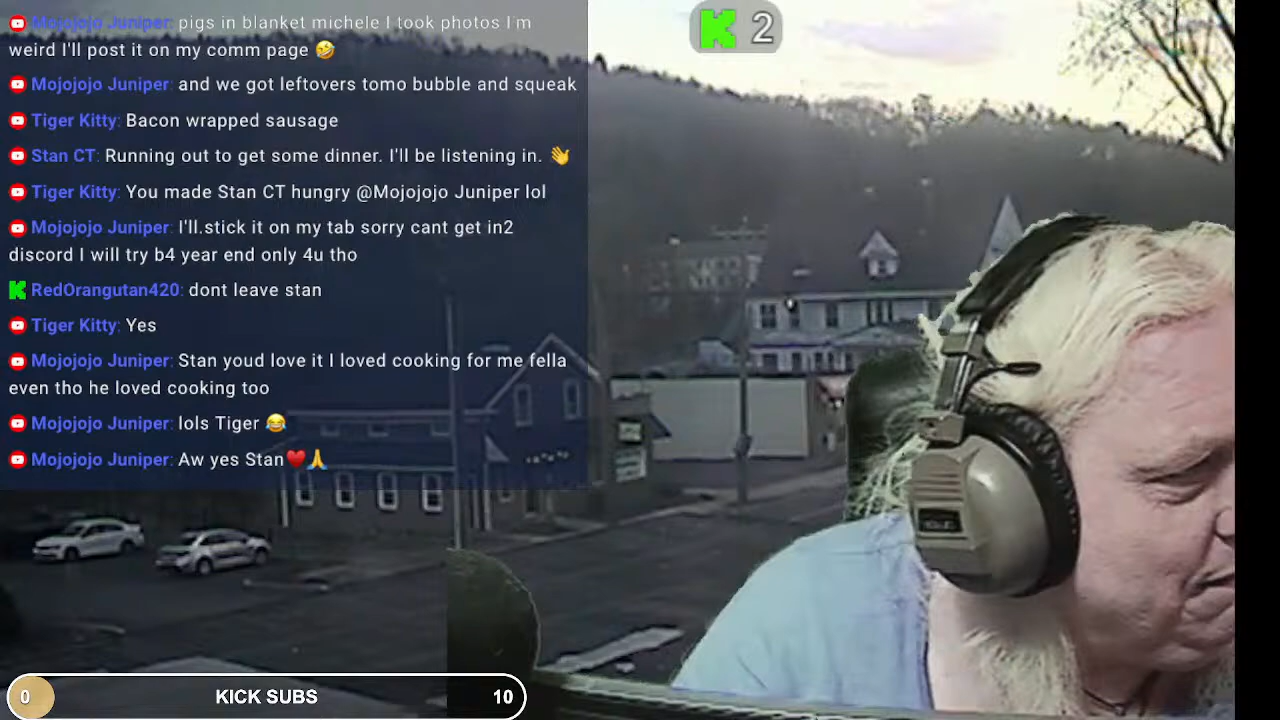 Mojojojo Juniper: pigs in blanket michele I took photos I'm
weird I'll post it on my comm page 🤣
Mojojojo Juniper: and we got leftovers tomo bubble and squeak
Tiger Kitty: Bacon wrapped sausage
Stan CT: Running out to get some dinner. I'll be listening in. 👋
Tiger Kitty: You made Stan CT hungry @Mojojojo Juniper lol
Mojojojo Juniper: I'll.stick it on my tab sorry cant get in2
discord I will try b4 year end only 4u tho
RedOrangutan420: dont leave stan
Tiger Kitty: Yes
Mojojojo Juniper: Stan youd love it I loved cooking for me fella
even tho he loved cooking too
Mojojojo Juniper: lols Tiger 😂
Mojojojo Juniper: Aw yes Stan❤️🙏
K 2
0 KICK SUBS 10